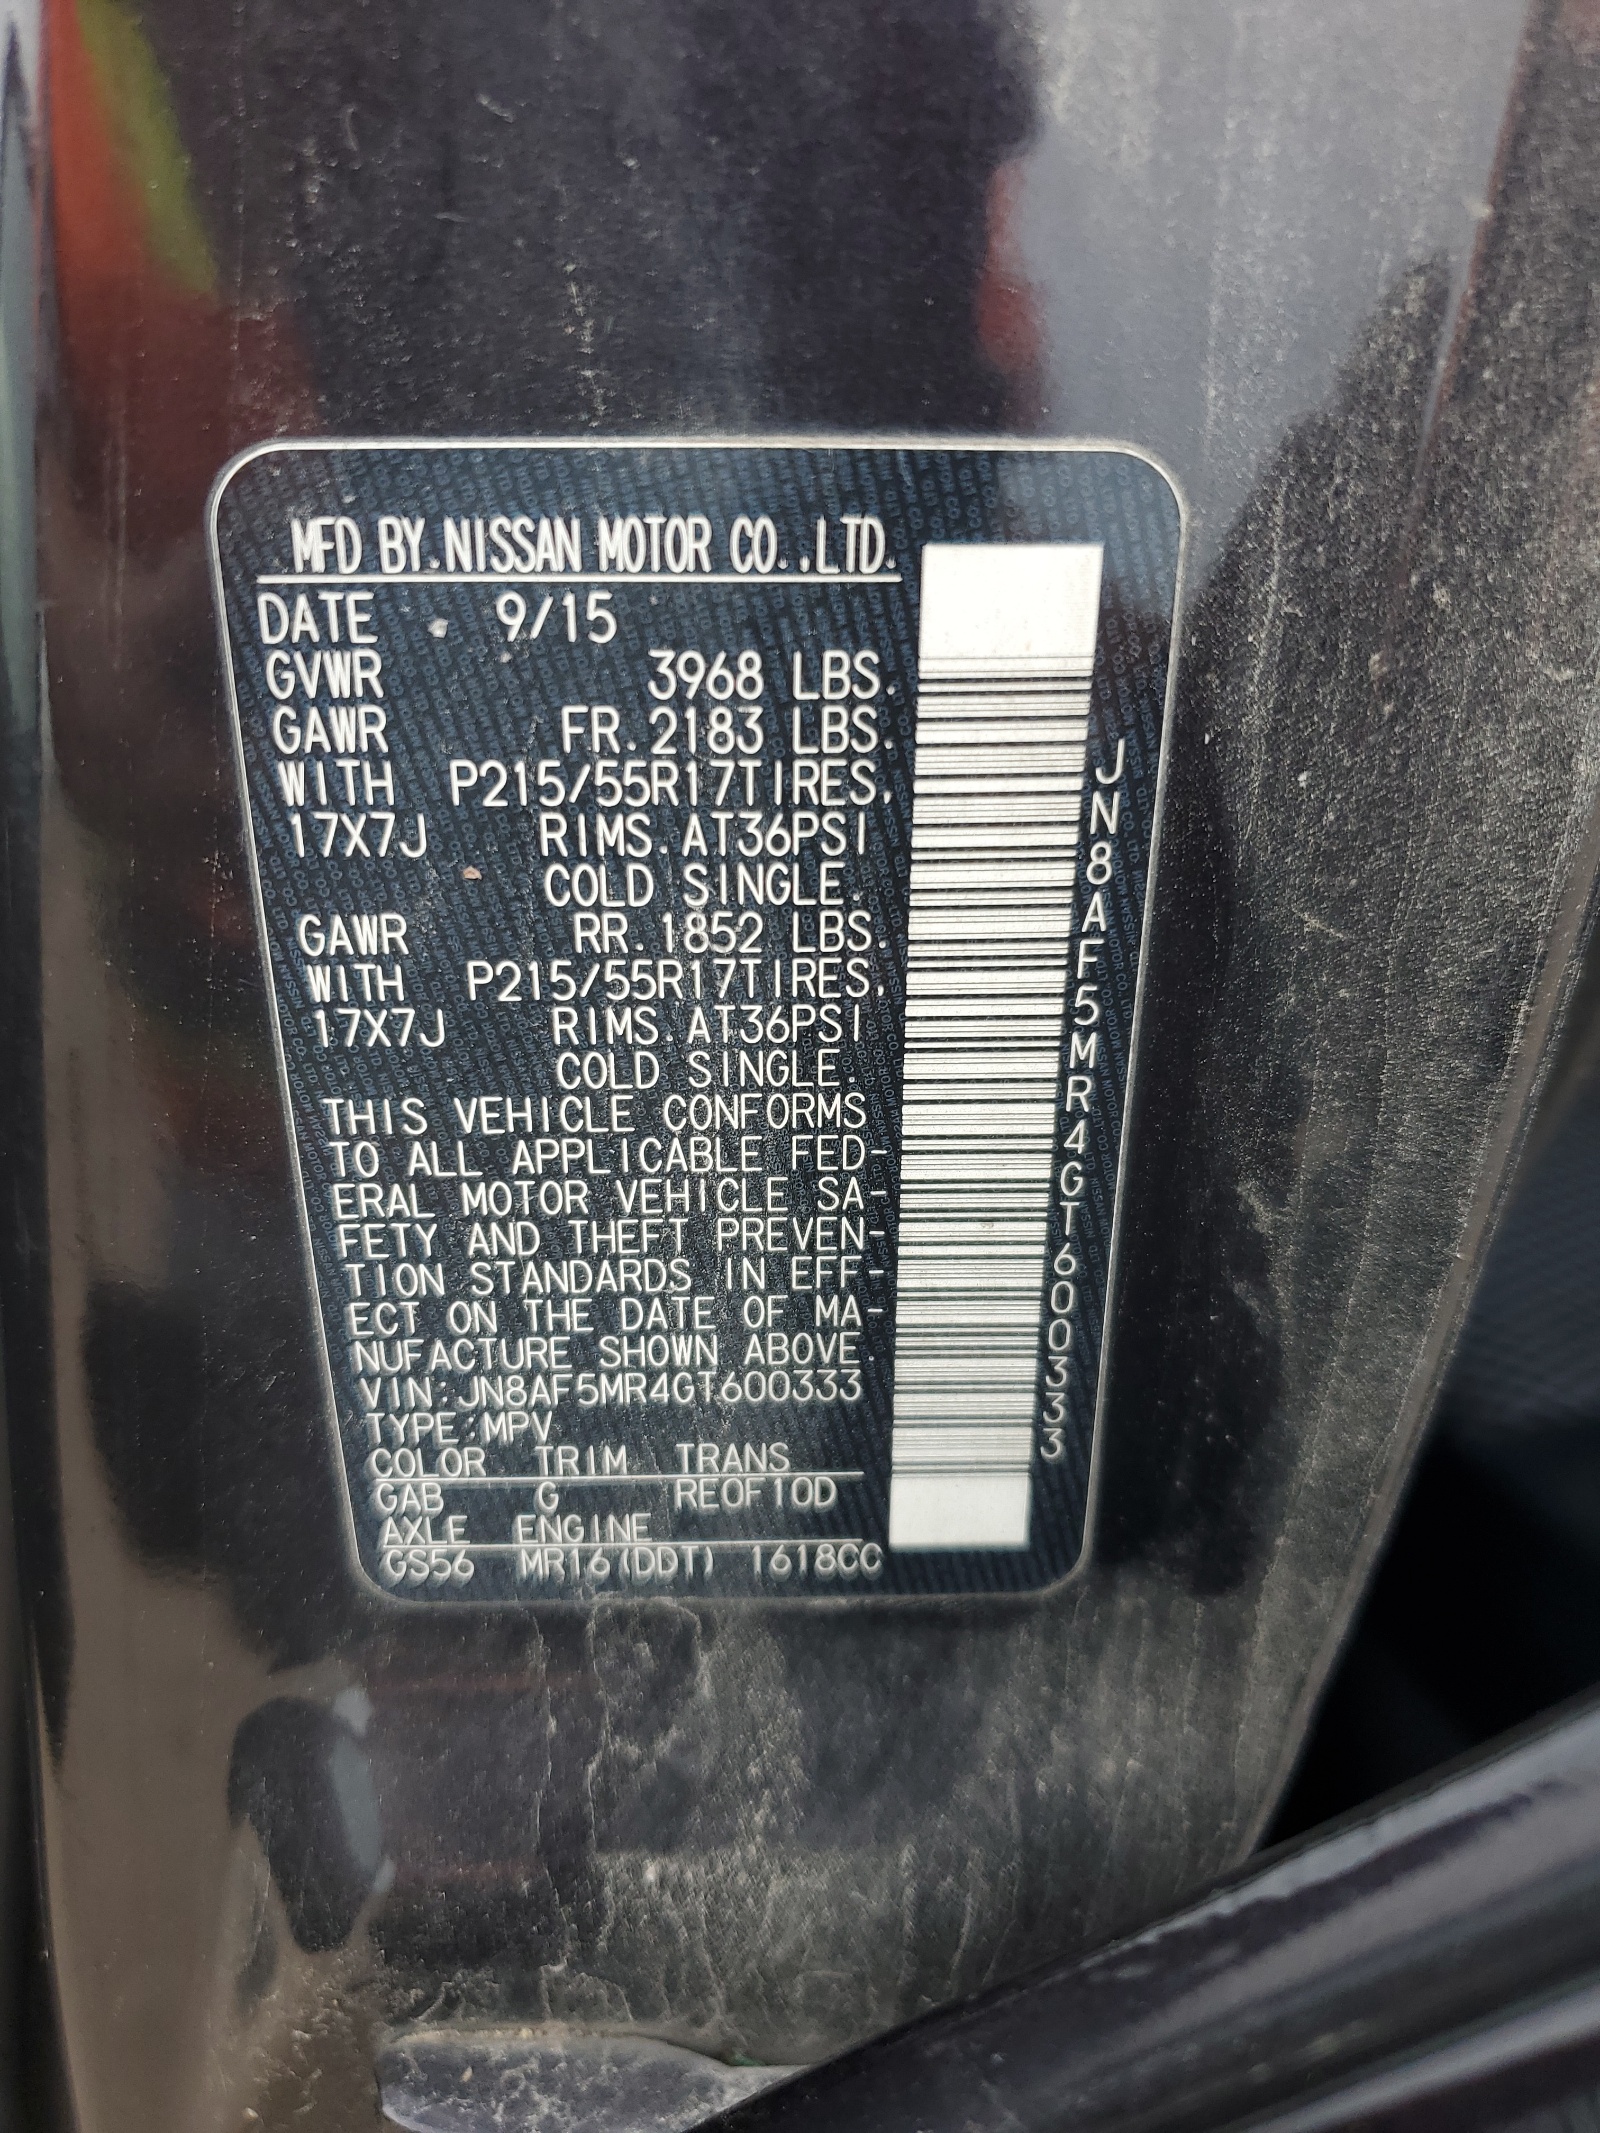 MFD BY.NISSAN MOTOR CO.,LTD.
DATE 9/15
GVWR 3968 LBS.
GAWR FR.2183 LBS.
WITH P215/55R17TIRES.
17X7J RIMS.AT36PSI
COLD SINGLE.
GAWR RR.1852 LBS.
WITH P215/55R17TIRES.
17X7J RIMS.AT36PSI
COLD SINGLE.
THIS VEHICLE CONFORMS
TO ALL APPLICABLE FED-
ERAL MOTOR VEHICLE SA-
FETY AND THEFT PREVEN-
TION STANDARDS IN EFF-
ECT ON THE DATE OF MA-
NUFACTURE SHOWN ABOVE.
VIN:JN8AF5MR4GT600333
TYPE:MPV
COLOR TRIM TRANS
GAB G RE0F10D
AXLE ENGINE
GS56 MR16(DDT) 1618CC
JN8AF5MR4GT600333